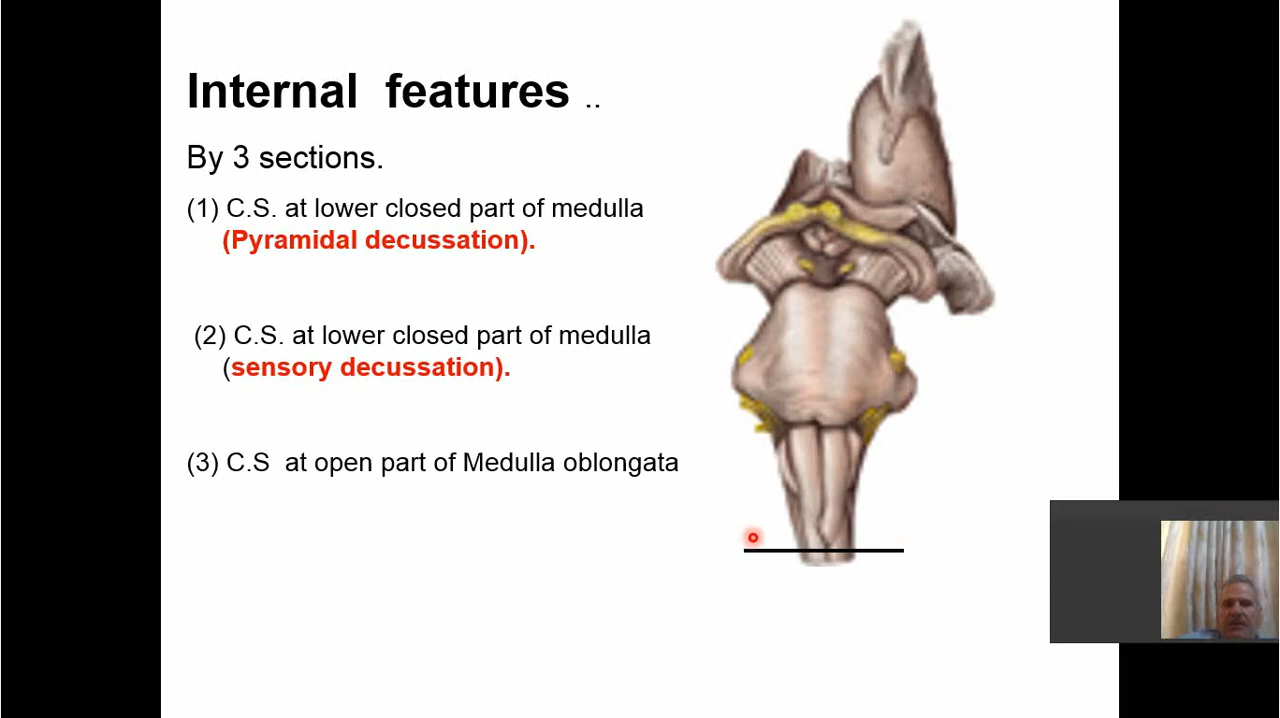 Internal features ..
By 3 sections.
(1) C.S. at lower closed part of medulla
(Pyramidal decussation).
(2) C.S. at lower closed part of medulla
(sensory decussation).
(3) C.S at open part of Medulla oblongata